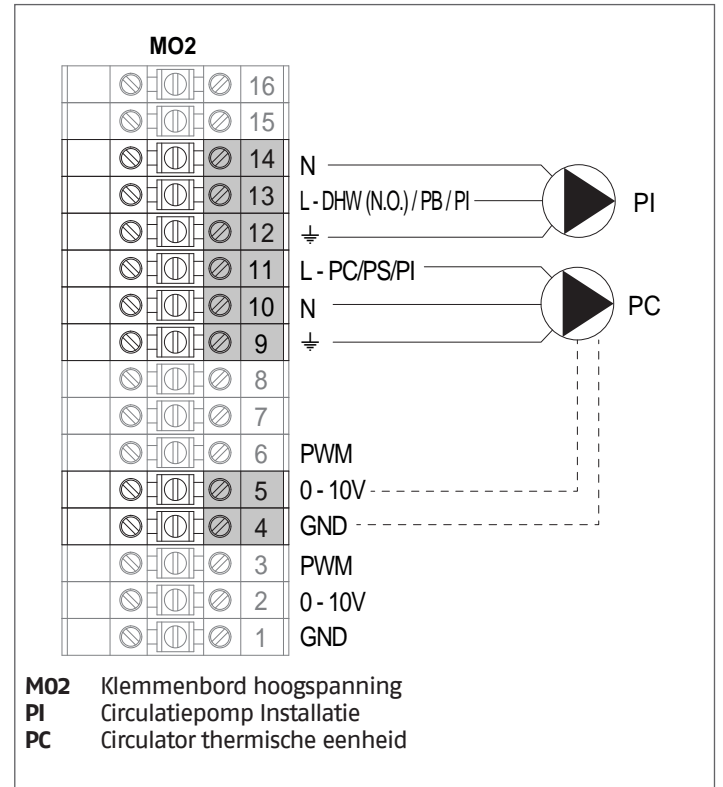 MO2
16
15
14 N
13 L - DHW (N.O.) / PB / PI PI
12 ⏚
11 L - PC/PS/PI
10 N PC
9 ⏚
8
7
6 PWM
5 0 - 10V
4 GND
3 PWM
2 0 - 10V
1 GND
M02 Klemmenbord hoogspanning
PI Circulatiepomp Installatie
PC Circulator thermische eenheid